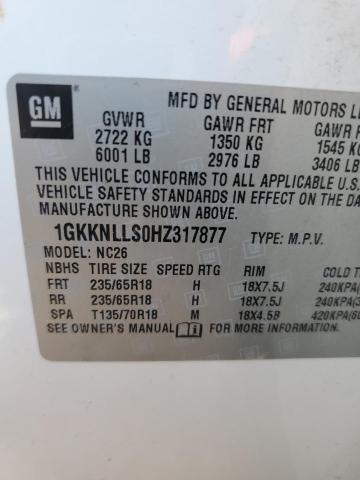 GM
MFD BY GENERAL MOTORS LL
GVWR GAWR FRT GAWR
2722 KG 1350 KG 1545 K
6001 LB 2976 LB 3406 LB
THIS VEHICLE CONFORMS TO ALL APPLICABLE
VEHICLE SAFETY STANDARDS IN EFFECT ON THE DA
MANUFACTURE SHOWN ABOVE.
1GKKNLLS0HZ317877 TYPE: M.P.V.
MODEL: NC26
NBHS TIRE SIZE SPEED RTG RIM COLD T
FRT 235/65R18 H 18X7.5J 240KPA(
RR 235/65R18 H 18X7.5J 240KPA(3
SPA T135/70R18 M 18X4.5B 420KPA(60
SEE OWNER'S MANUAL FOR MORE INFORMATION.